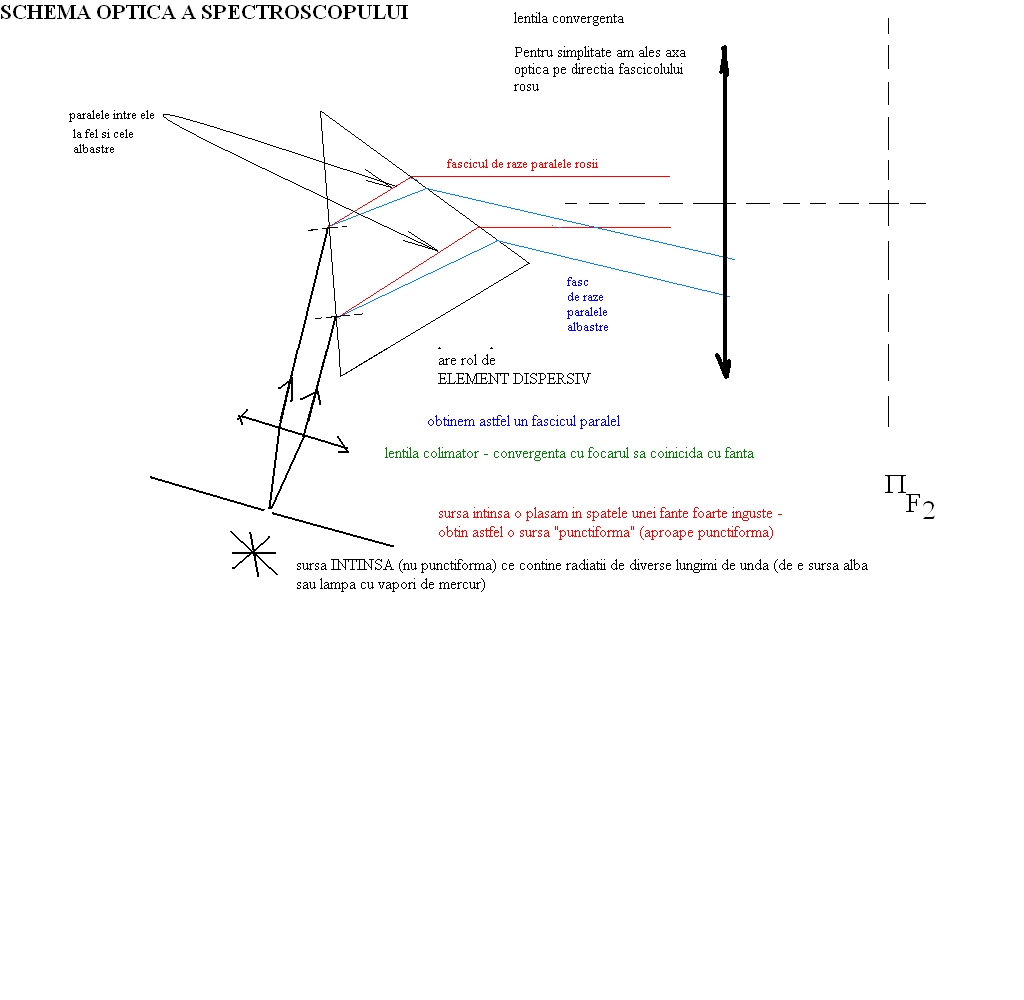 SCHEMA OPTICA A SPECTROSCOPULUI
lentila convergenta
Pentru simplitate am ales axa
optica pe directia fascicolului
rosu
paralele intre ele
la fel si cele
albastre
fascicul de raze paralele rosii
fasc
de raze
paralele
albastre
are rol de
ELEMENT DISPERSIV
obtinem astfel un fascicul paralel
lentila colimator - convergenta cu focarul sa coinicida cu fanta
Π
F2
sursa intinsa o plasam in spatele unei fante foarte inguste -
obtin astfel o sursa "punctiforma" (aproape punctiforma)
sursa INTINSA (nu punctiforma) ce contine radiatii de diverse lungimi de unda (de e sursa alba
sau lampa cu vapori de mercur)